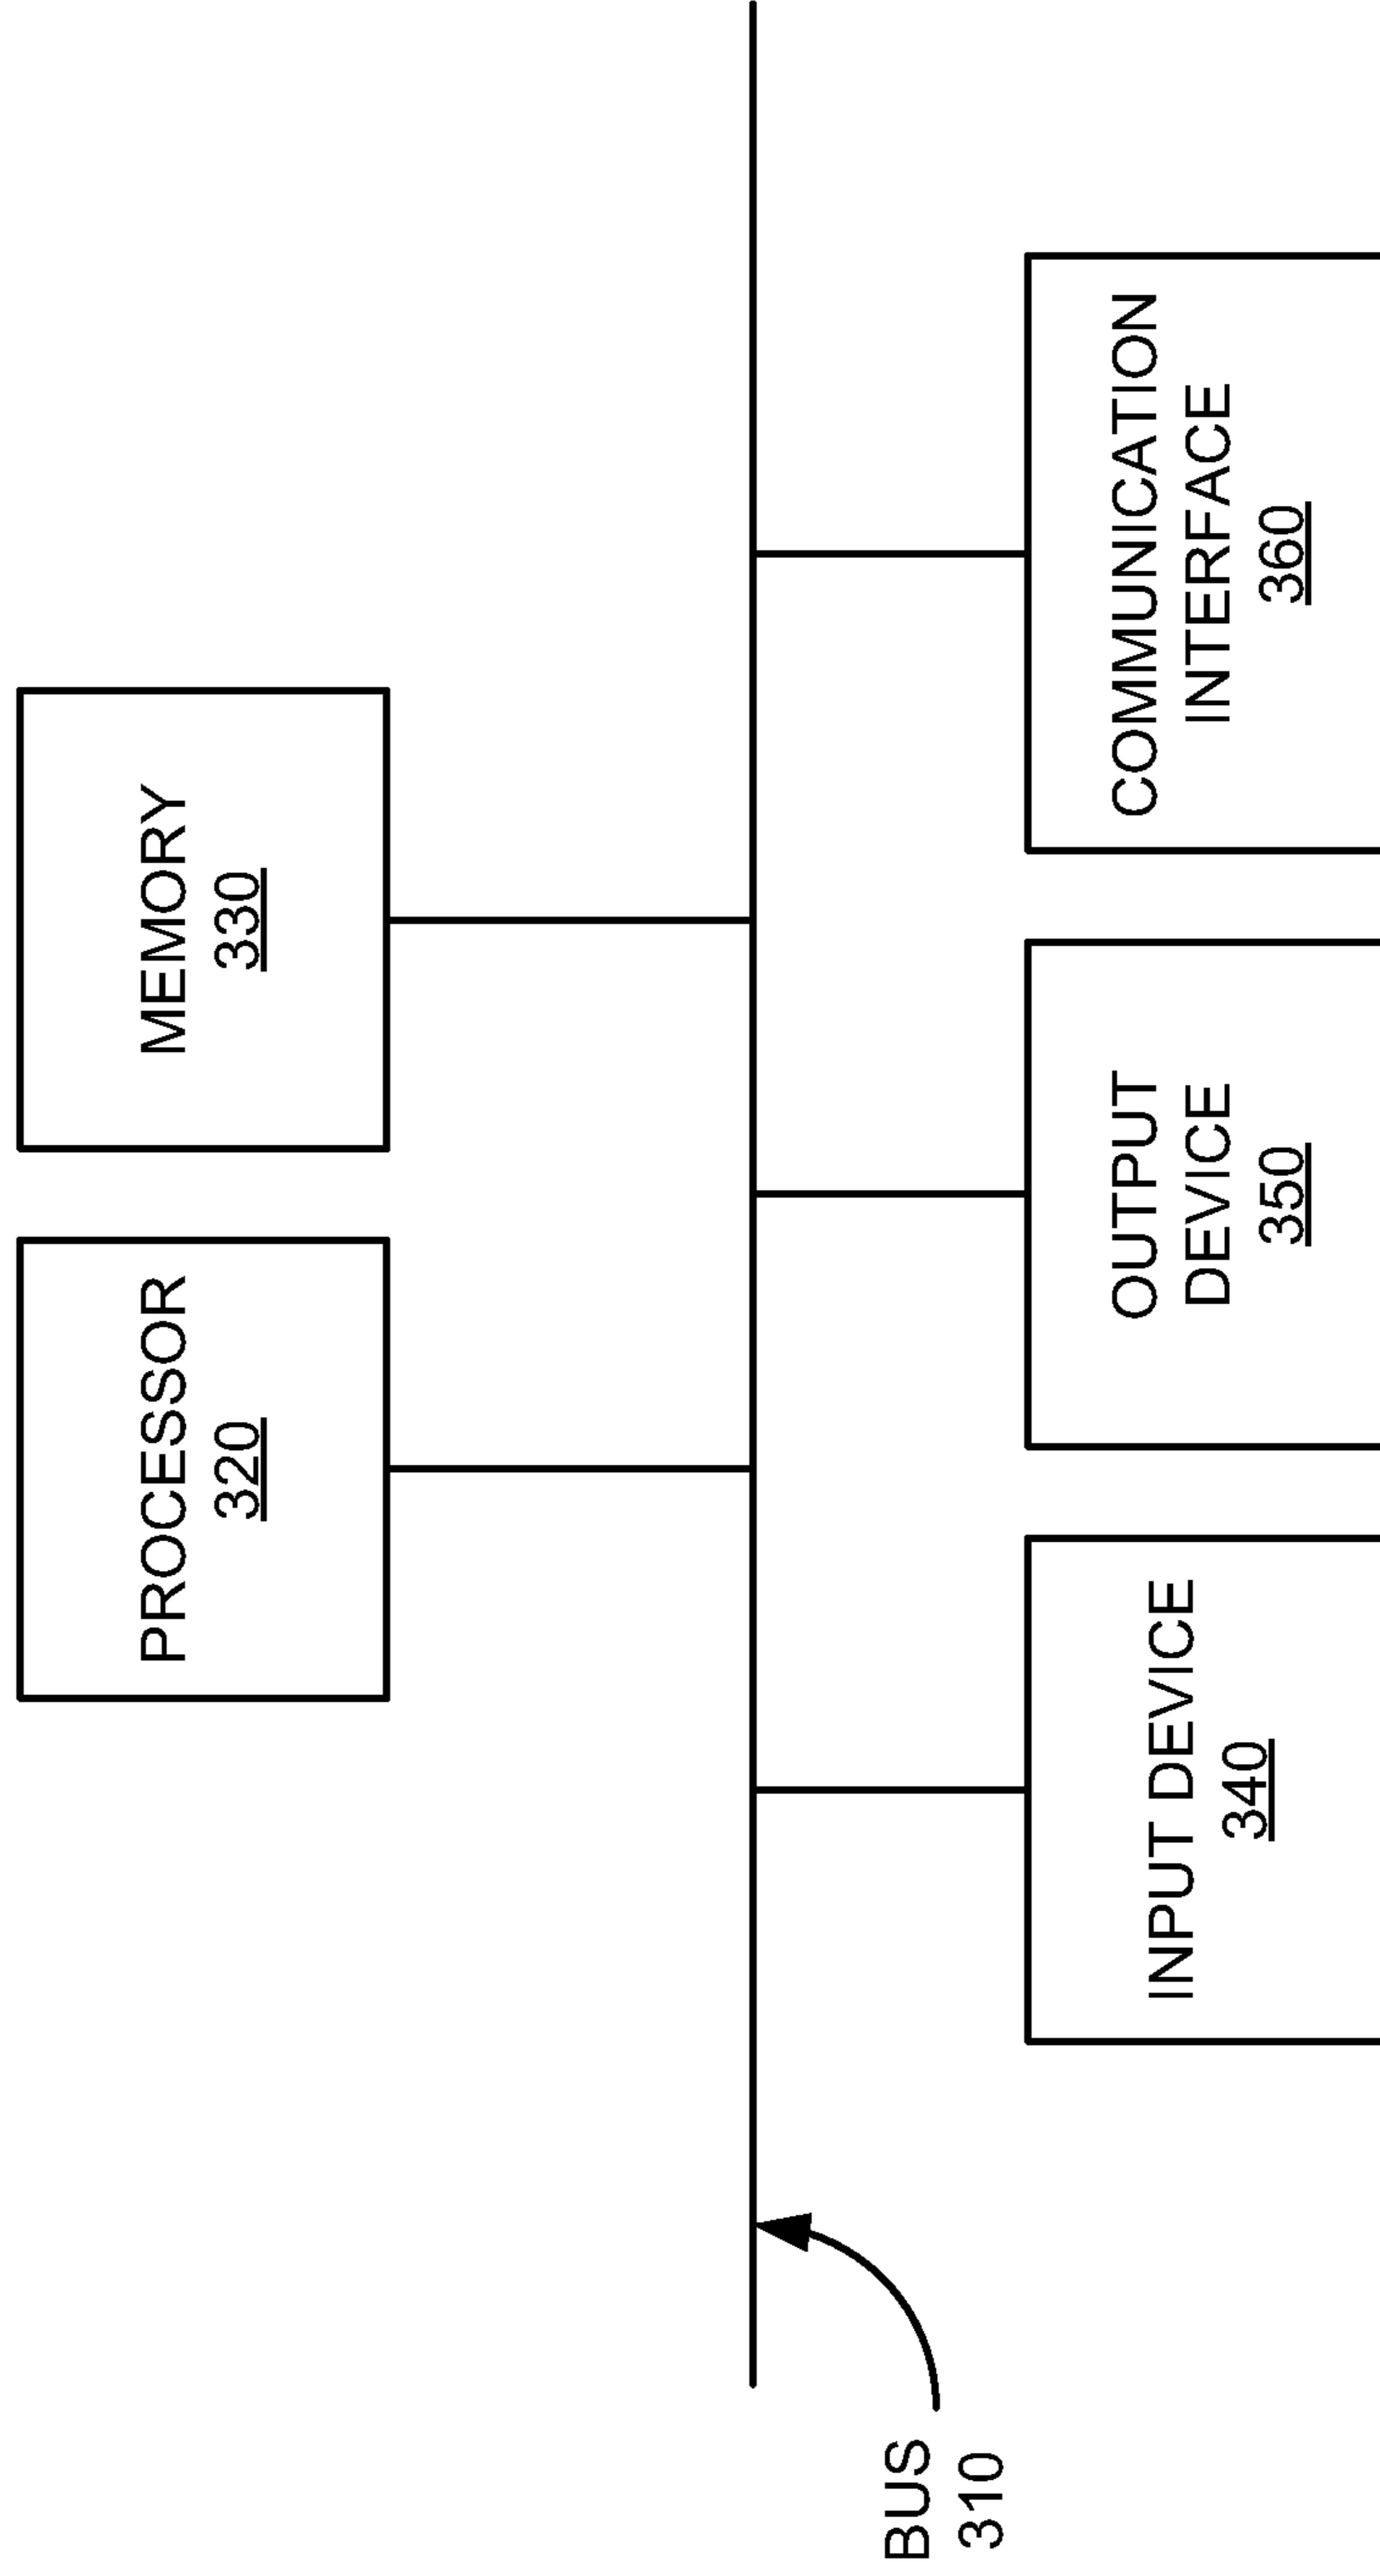 PROCESSOR
320
MEMORY
330
BUS
310
INPUT DEVICE
340
OUTPUT
DEVICE
350
COMMUNICATION
INTERFACE
360